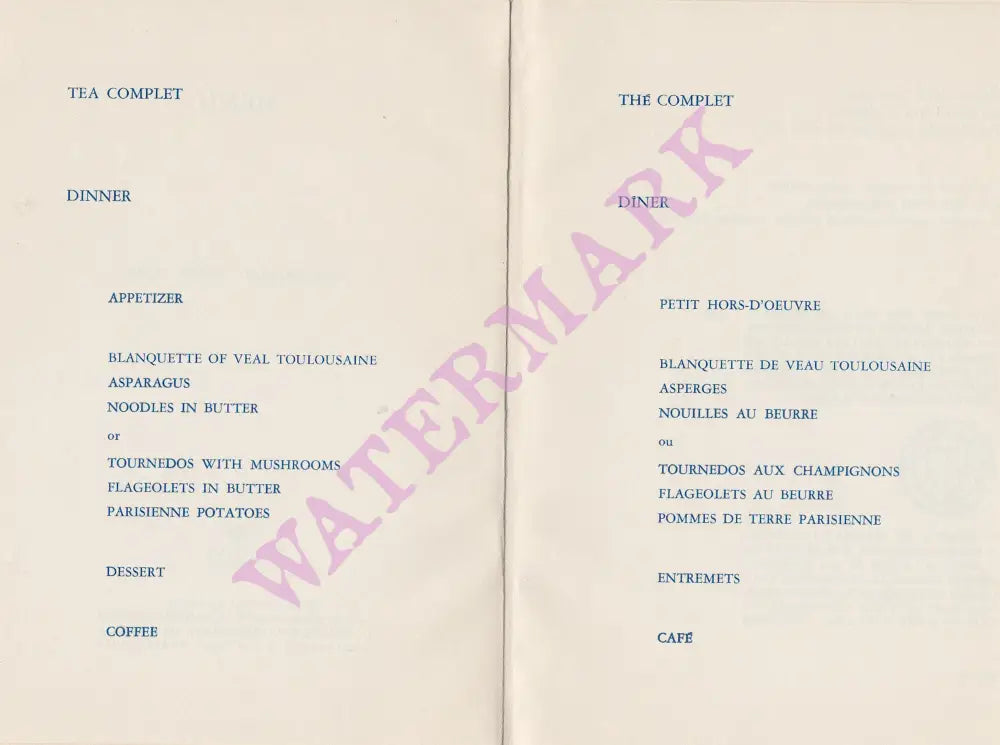 TEA COMPLET
DINNER
APPETIZER
BLANQUETTE OF VEAL TOULOUSAINE
ASPARAGUS
NOODLES IN BUTTER
or
TOURNEDOS WITH MUSHROOMS
FLAGEOLETS IN BUTTER
PARISIENNE POTATOES
DESSERT
COFFEE
THÉ COMPLET
DÎNER
PETIT HORS-D'OEUVRE
BLANQUETTE DE VEAU TOULOUSAINE
ASPERGES
NOUILLES AU BEURRE
ou
TOURNEDOS AUX CHAMPIGNONS
FLAGEOLETS AU BEURRE
POMMES DE TERRE PARISIENNE
ENTREMETS
CAFÉ
WATERMARK